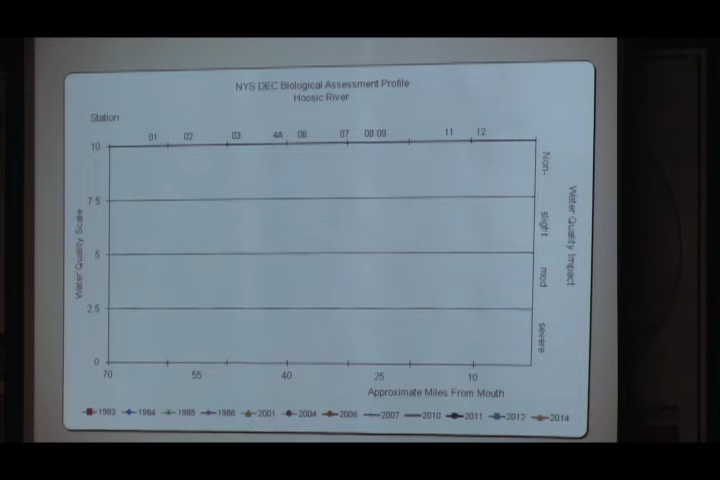 NYS DEC Biological Assessment Profile
Hoosic River
Station
01 02 03 4A 06 07 08 09 11 12
10
7.5
5
2.5
0
Water Quality Scale
Non-
slight
mod
severe
Water Quality Impact
70 55 40 25 10
Approximate Miles From Mouth
1983 1984 1985 1986 2001 2004 2006 2007 2010 2011 2012 2014